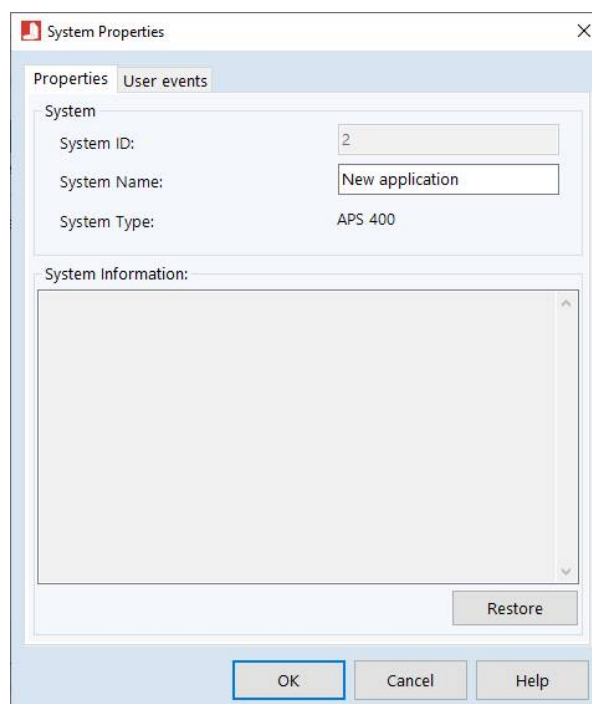 System Properties
Properties User events
System
System ID: 2
System Name: New application
System Type: APS 400
System Information:
Restore
OK Cancel Help